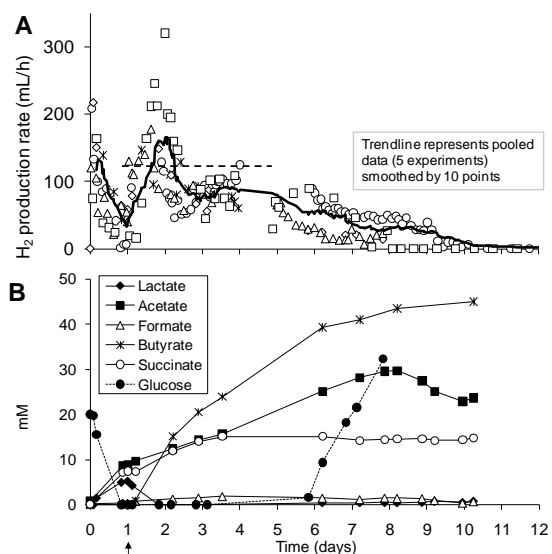 A
H2 production rate (mL/h)
300
200
100
0
Trendline represents pooled
data (5 experiments)
smoothed by 10 points
B
mM
50
40
30
20
10
0
Lactate
Acetate
Formate
Butyrate
Succinate
Glucose
0 1 2 3 4 5 6 7 8 9 10 11 12
Time (days)